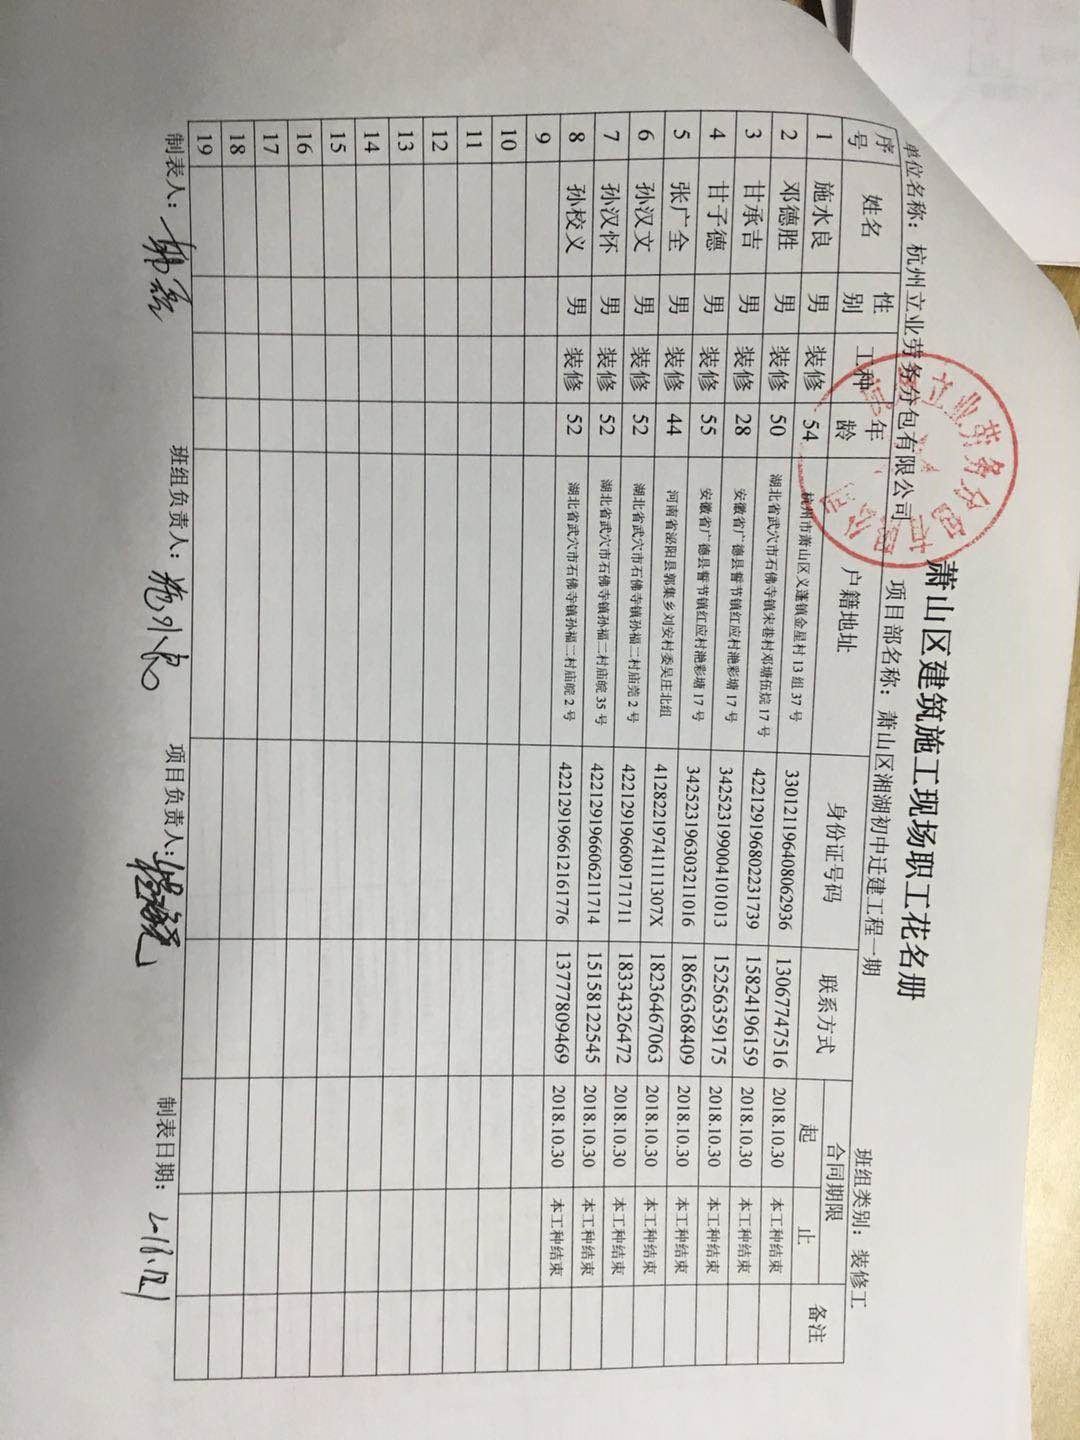 萧山区建筑施工现场职工花名册
单位名称：杭州立业劳务分包有限公司 项目部名称：萧山区湘湖初中迁建工程一期 班组类别：装修工
序号 姓名 性别 工种 年龄 户籍地址 身份证号码 联系方式 合同期限 备注
起 止
1 施水良 男 装修 54 杭州市萧山区义蓬镇金星村13组37号 330121196408062936 13067747516 2018.10.30 本工种结束
2 邓德胜 男 装修 50 湖北省武穴市石佛寺镇宋巷村邓塘伍垸17号 422129196802231739 15824196159 2018.10.30 本工种结束
3 甘承吉 男 装修 28 安徽省广德县誓节镇红应村滟彩塘17号 342523199004101013 15256359175 2018.10.30 本工种结束
4 甘子德 男 装修 55 安徽省广德县誓节镇红应村滟彩塘17号 342523196303211016 18656368409 2018.10.30 本工种结束
5 张广全 男 装修 44 河南省泌阳县郭集乡刘安村委吴庄北组 41282219741111307X 18236467063 2018.10.30 本工种结束
6 孙汉文 男 装修 52 湖北省武穴市石佛寺镇孙福二村庙莞2号 422129196609171711 18334326472 2018.10.30 本工种结束
7 孙汉怀 男 装修 52 湖北省武穴市石佛寺镇孙福二村庙皖35号 422129196606211714 15158122545 2018.10.30 本工种结束
8 孙校义 男 装修 52 湖北省武穴市石佛寺镇孙福二村庙皖2号 422129196612161776 13777809469 2018.10.30 本工种结束
9
10
11
12
13
14
15
16
17
18
19
制表人： 班组负责人：施水良 项目负责人： 制表日期：